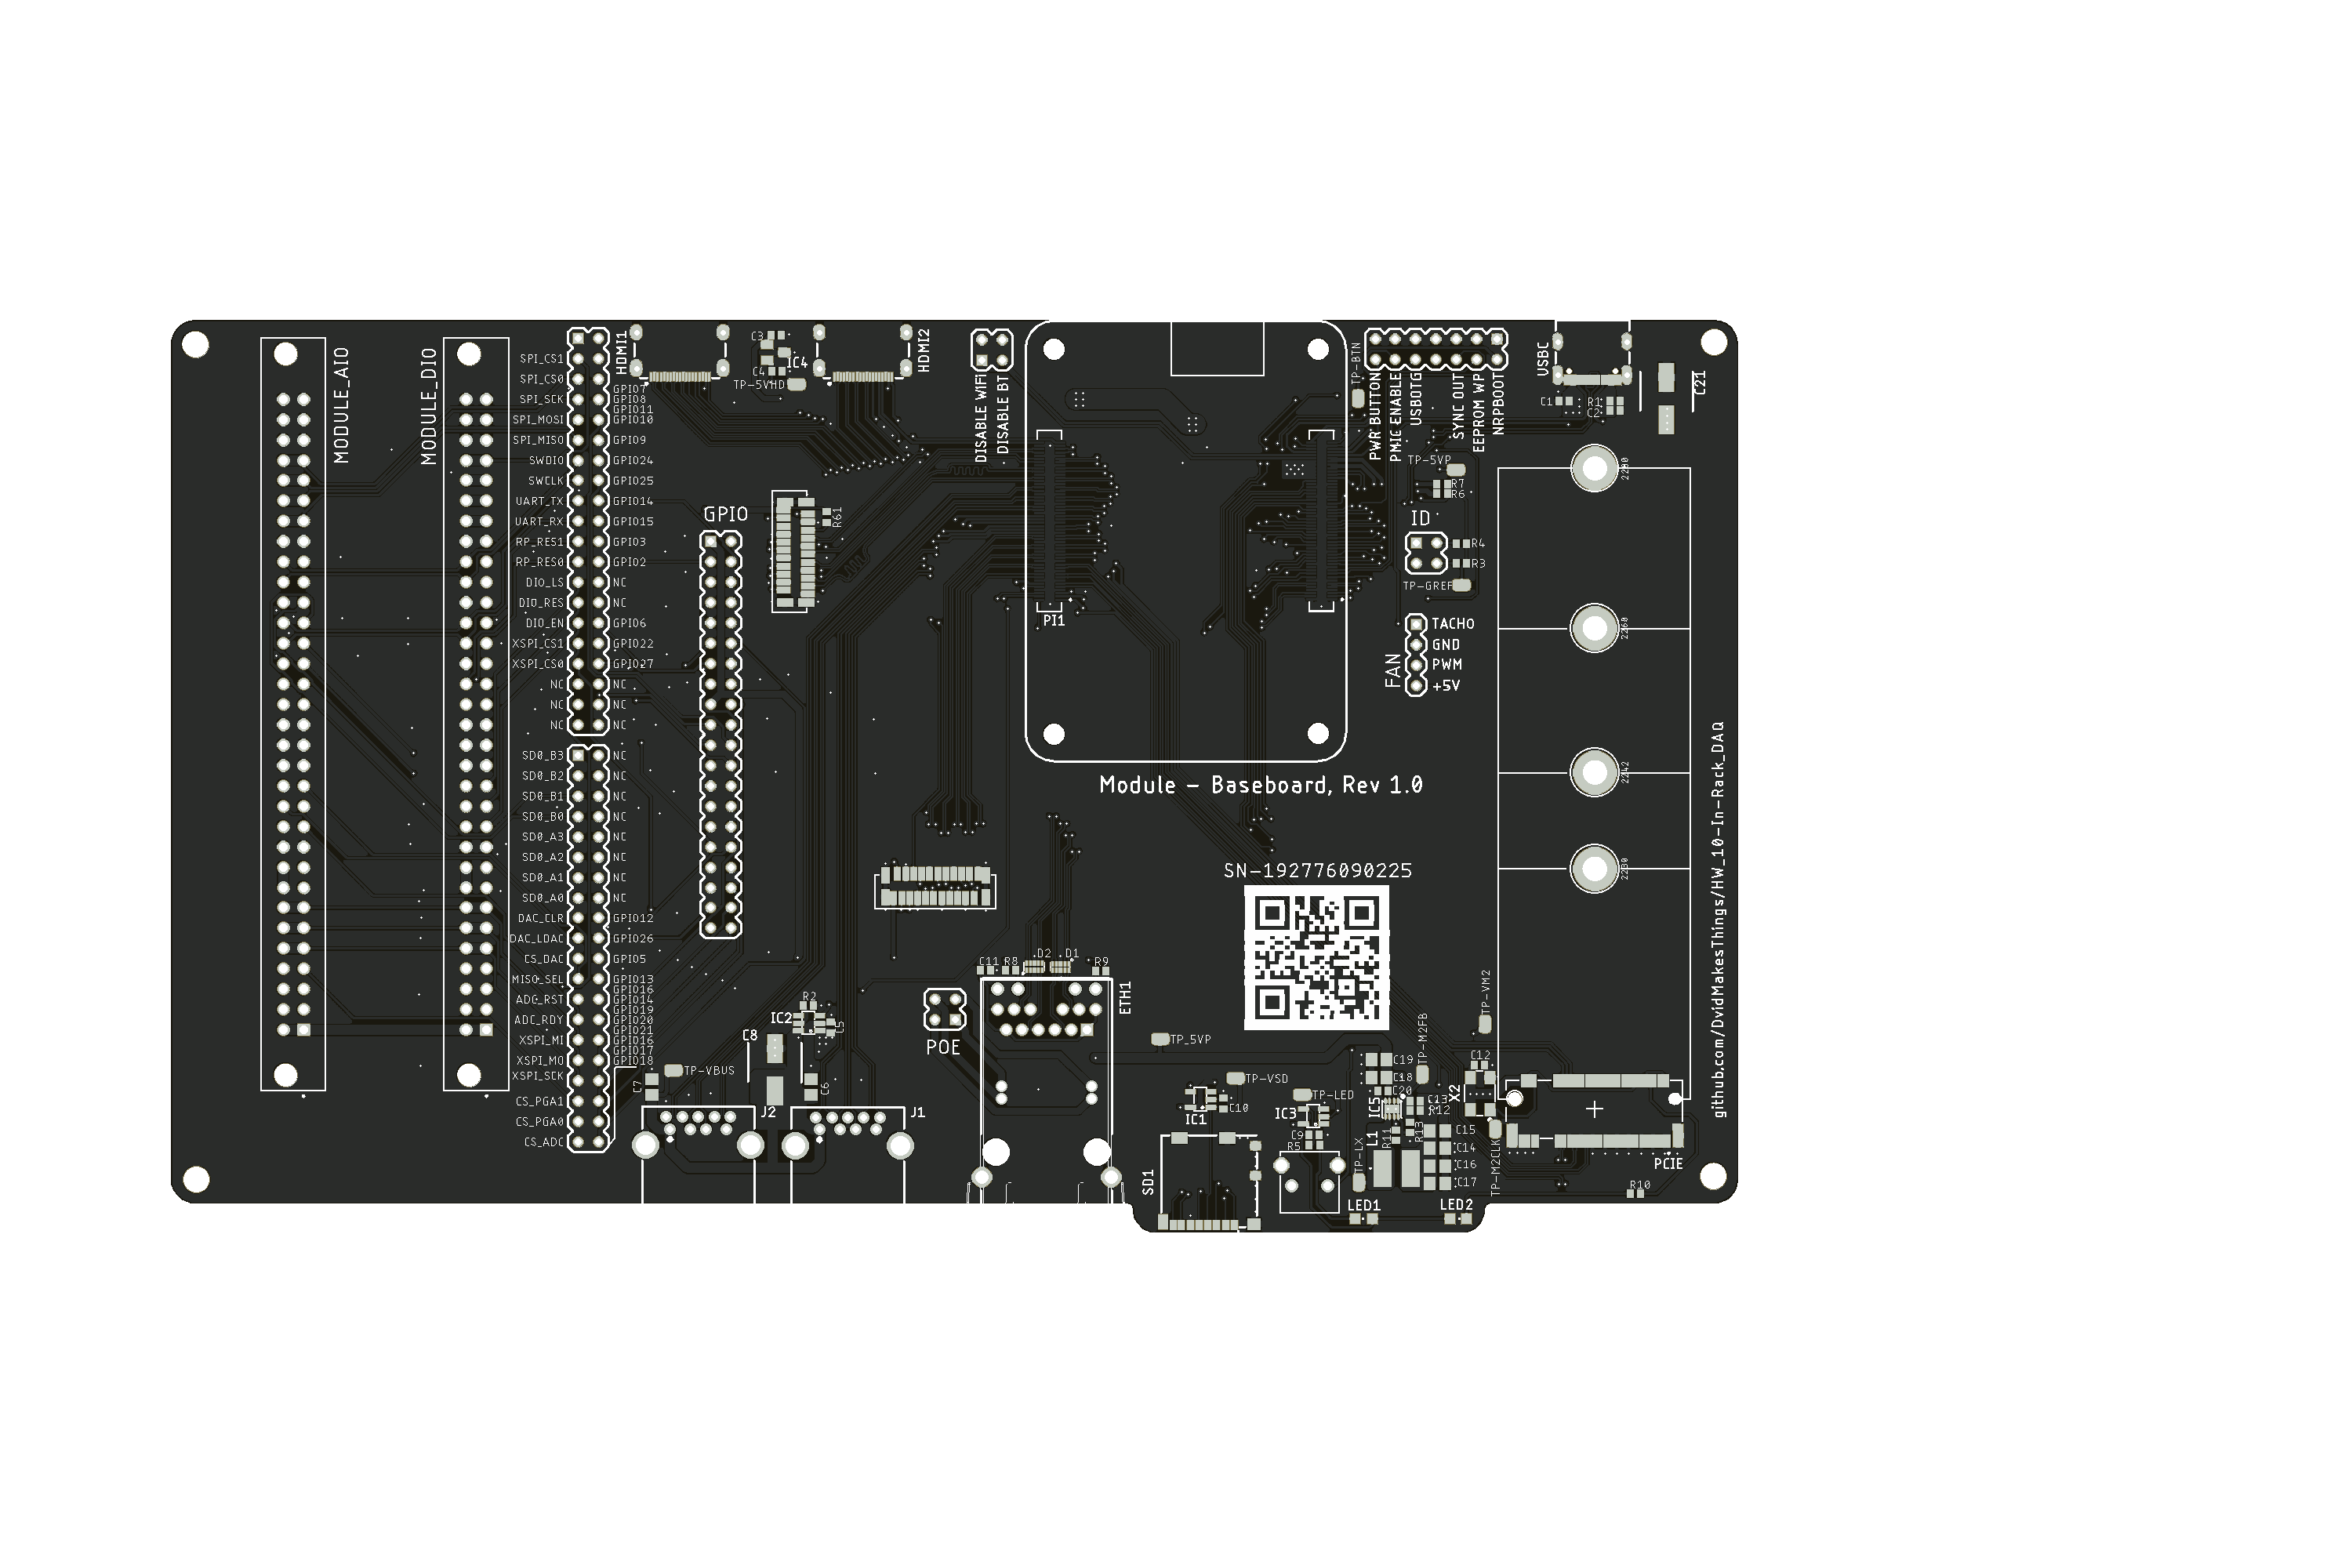 MODULE_AIO
MODULE_DIO
HDMI1
HDMI2
C3
IC4
C4
TP-5VHD
DISABLE WIFI
DISABLE BT
TP-BTN
PWR BUTTON
PMIC ENABLE
USBOTG
SYNC OUT
EEPROM WP
NRPBOOT
USBC
C1
R1
C2
C21
SPI_CS1
SPI_CS0
GPIO7
SPI_SCK GPIO8
GPIO11
SPI_MOSI GPIO10
SPI_MISO GPIO9
SWDIO GPIO24
SWCLK GPIO25
UART_TX GPIO14
UART_RX GPIO15
RP_RES1 GPIO3
RP_RES0 GPIO2
DIO_LS NC
DIO_RES NC
DIO_EN GPIO6
XSPI_CS1 GPIO22
XSPI_CS0 GPIO27
NC NC
NC NC
NC NC
SD0_B3 NC
SD0_B2 NC
SD0_B1 NC
SD0_B0 NC
SD0_A3 NC
SD0_A2 NC
SD0_A1 NC
SD0_A0 NC
DAC_CLR GPIO12
DAC_LDAC GPIO26
CS_DAC GPIO5
MISO_SEL GPIO13
GPIO16
ADC_RST GPIO14
GPIO19
ADC_RDY GPIO20
GPIO21
XSPI_MI GPIO16
GPIO17
XSPI_MO GPIO18
XSPI_SCK
CS_PGA1
CS_PGA0
CS_ADC
GPIO
R61
TP-5VP
R7
R6
ID
R4
R3
TP-GREF
PI1
FAN
TACHO
GND
PWM
+5V
2280
2260
2242
2230
Module - Baseboard, Rev 1.0
SN-192776090225
github.com/DvidMakesThings/HW_10-In-Rack_DAQ
C11
R8
D2
D1
R9
ETH1
POE
R2
IC2
C5
C8
C7
C6
TP-VBUS
J2
J1
TP_5VP
TP-VSD
IC1
C10
SD1
TP-LED
IC3
C9
R5
TP-LX
C19
C18
C20
TP-M2FB
IC5
C13
R12
R11
R13
L1
C15
C14
C16
C17
LED1
LED2
TP-VM2
C12
X2
TP-M2CLK
PCIE
R10